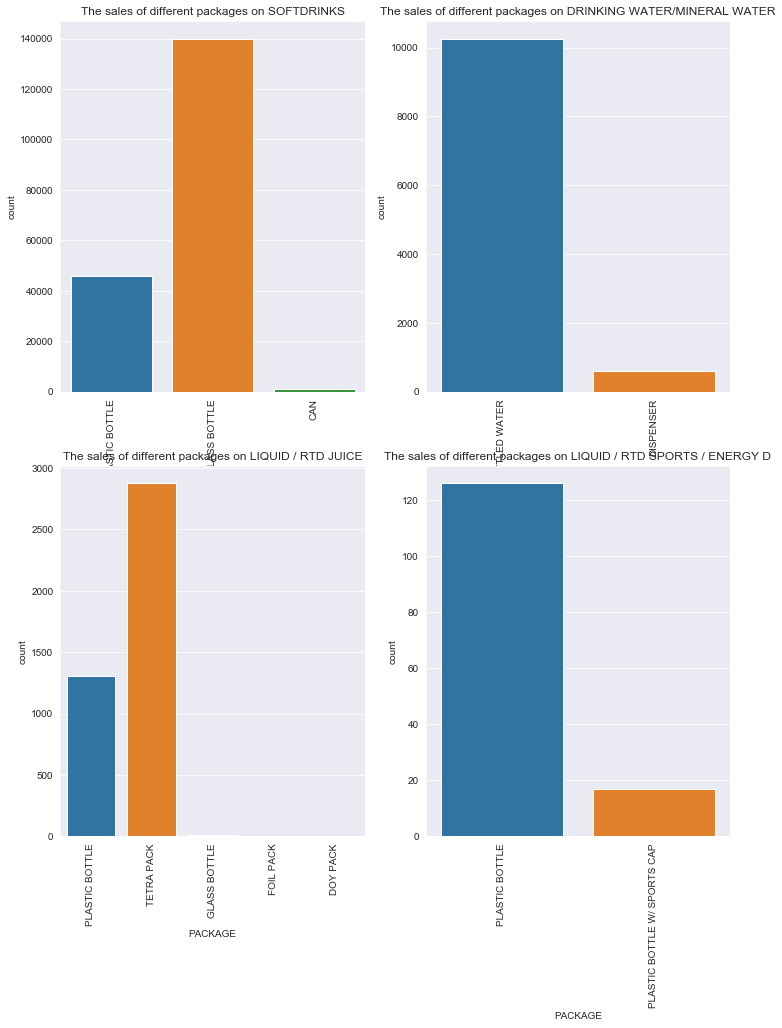 The sales of different packages on SOFTDRINKS
140000
120000
100000
80000
60000
40000
20000
0
count
BOTTLE
BOTTLE
CAN
The sales of different packages on DRINKING WATER/MINERAL WATER
10000
8000
6000
4000
2000
0
count
WATER
DISPENSER
The sales of different packages on LIQUID / RTD JUICE
3000
2500
2000
1500
1000
500
0
count
PLASTIC BOTTLE
TETRA PACK
GLASS BOTTLE
FOIL PACK
DOY PACK
PACKAGE
The sales of different packages on LIQUID / RTD SPORTS / ENERGY D
120
100
80
60
40
20
0
count
PLASTIC BOTTLE
PLASTIC BOTTLE W/ SPORTS CAP
PACKAGE